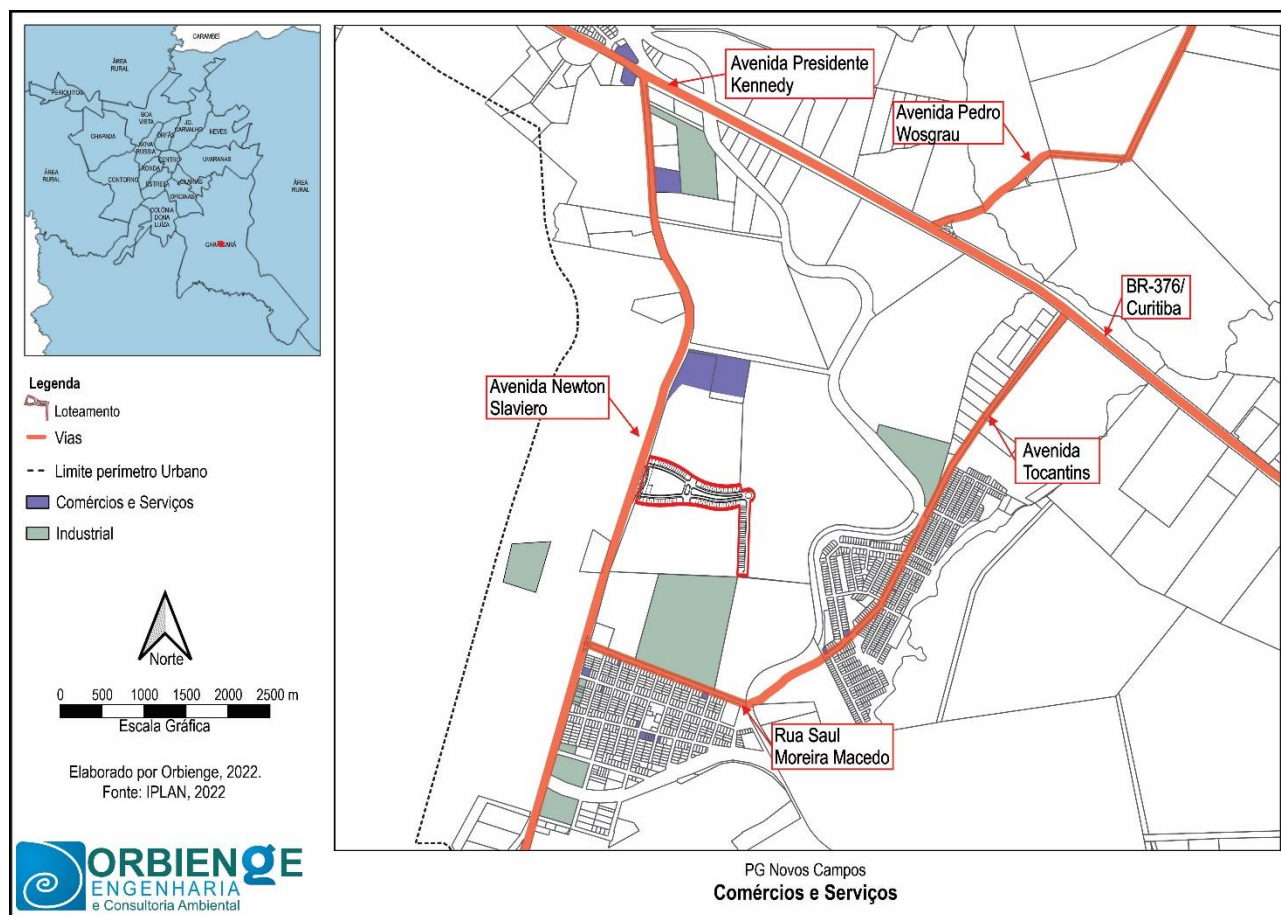 CARAMBEÍ
ÁREA
RURAL
PERIQUITOS
BOA
VISTA
JD.
CARVALHO
CHAPADA
ÓRFÃS
NEVES
NOVA
RÚSSIA
CENTRO
UVARANAS
RONDA
ÁREA
RURAL
CONTORNO
ESTRELA
OLARIAS
ÁREA
RURAL
OFICINAS
COLÔNIA
DONA
LUÍZA
CARÁ-CARÁ
Legenda
Loteamento
Vias
Limite perímetro Urbano
Comércios e Serviços
Industrial
Norte
0 500 1000 1500 2000 2500 m
Escala Gráfica
Elaborado por Orbienge, 2022.
Fonte: IPLAN, 2022
ORBIENGE
ENGENHARIA
e Consultoria Ambiental
Avenida Presidente
Kennedy
Avenida Pedro
Wosgrau
BR-376/
Curitiba
Avenida Newton
Slaviero
Avenida
Tocantins
Rua Saul
Moreira Macedo
PG Novos Campos
Comércios e Serviços